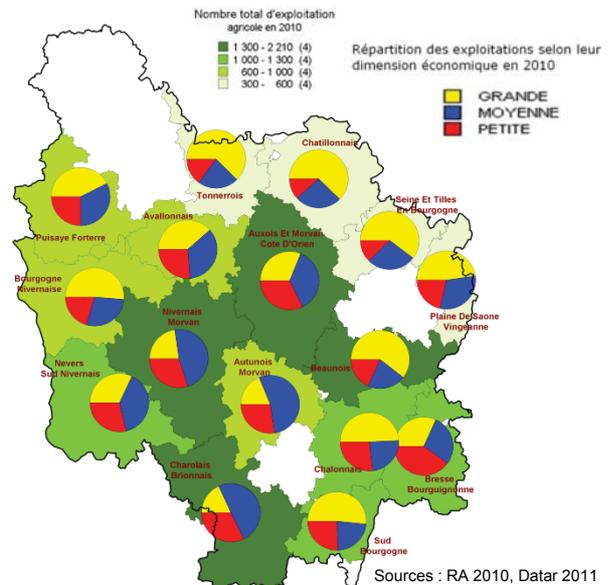 Nombre total d'exploitation
agricole en 2010
1 300 - 2 210 (4)
1 000 - 1 300 (4)
600 - 1 000 (4)
300 - 600 (4)
Répartition des exploitations selon leur
dimension économique en 2010
GRANDE
MOYENNE
PETITE
Chatillonnais
Tonnerrois
Seine Et Tilles
En Bourgogne
Avallonnais
Puisaye Forterre
Auxois Et Morvan
Cote D'Orien
Bourgogne
Nivernaise
Plaine De Saone
Vingeanne
Nivernais
Morvan
Nevers
Sud Nivernais
Autunois
Morvan
Beaunois
Charolais
Brionnais
Chalonnais
Bresse
Bourguignonne
Sud
Bourgogne
Sources : RA 2010, Datar 2011